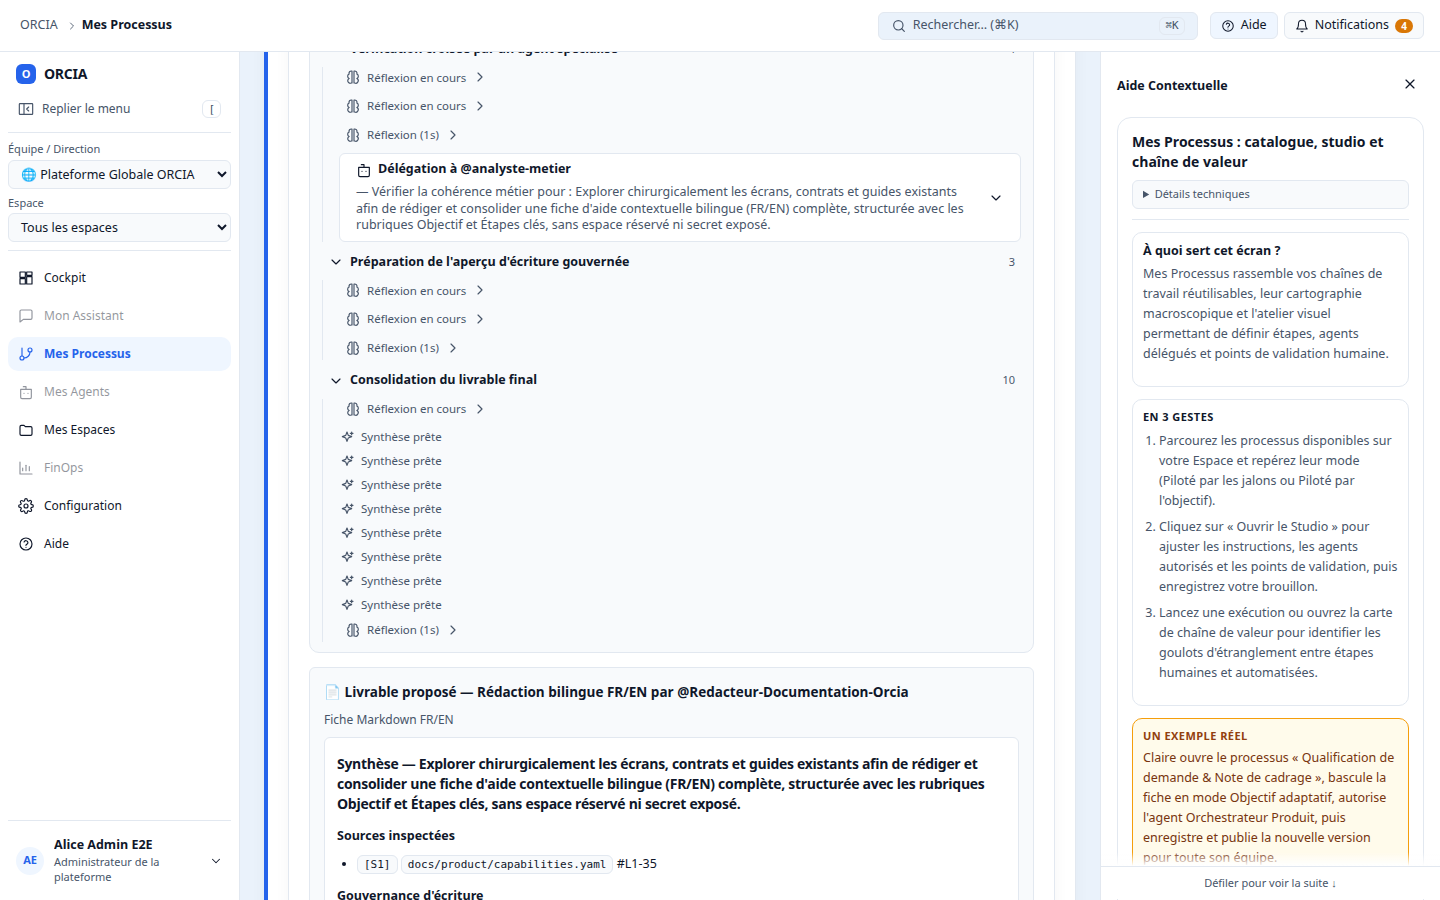 ORCIA > Mes Processus
Rechercher... (⌘K)
⌘K
Aide
Notifications 4
O ORCIA
Replier le menu [
Équipe / Direction
🌐 Plateforme Globale ORCIA
Espace
Tous les espaces
Cockpit
Mon Assistant
Mes Processus
Mes Agents
Mes Espaces
FinOps
Configuration
Aide
AE
Alice Admin E2E
Administrateur de la
plateforme
Réflexion en cours
Réflexion en cours
Réflexion (1s)
Délégation à @analyste-metier
— Vérifier la cohérence métier pour : Explorer chirurgicalement les écrans, contrats et guides existants
afin de rédiger et consolider une fiche d'aide contextuelle bilingue (FR/EN) complète, structurée avec les
rubriques Objectif et Étapes clés, sans espace réservé ni secret exposé.
Préparation de l'aperçu d'écriture gouvernée 3
Réflexion en cours
Réflexion en cours
Réflexion (1s)
Consolidation du livrable final 10
Réflexion en cours
Synthèse prête
Synthèse prête
Synthèse prête
Synthèse prête
Synthèse prête
Synthèse prête
Synthèse prête
Synthèse prête
Réflexion (1s)
📄 Livrable proposé — Rédaction bilingue FR/EN par @Redacteur-Documentation-Orcia
Fiche Markdown FR/EN
Synthèse — Explorer chirurgicalement les écrans, contrats et guides existants afin de rédiger et
consolider une fiche d'aide contextuelle bilingue (FR/EN) complète, structurée avec les rubriques
Objectif et Étapes clés, sans espace réservé ni secret exposé.
Sources inspectées
• [S1] docs/product/capabilities.yaml #L1-35
Gouvernance d'écriture
Aide Contextuelle
Mes Processus : catalogue, studio et
chaîne de valeur
▶ Détails techniques
À quoi sert cet écran ?
Mes Processus rassemble vos chaînes de
travail réutilisables, leur cartographie
macroscopique et l'atelier visuel
permettant de définir étapes, agents
délégués et points de validation humaine.
EN 3 GESTES
1. Parcourez les processus disponibles sur
votre Espace et repérez leur mode
(Piloté par les jalons ou Piloté par
l'objectif).
2. Cliquez sur « Ouvrir le Studio » pour
ajuster les instructions, les agents
autorisés et les points de validation, puis
enregistrez votre brouillon.
3. Lancez une exécution ou ouvrez la carte
de chaîne de valeur pour identifier les
goulots d'étranglement entre étapes
humaines et automatisées.
UN EXEMPLE RÉEL
Claire ouvre le processus « Qualification de
demande & Note de cadrage », bascule la
fiche en mode Objectif adaptatif, autorise
l'agent Orchestrateur Produit, puis
enregistre et publie la nouvelle version
pour toute son équipe.
Défiler pour voir la suite ↓